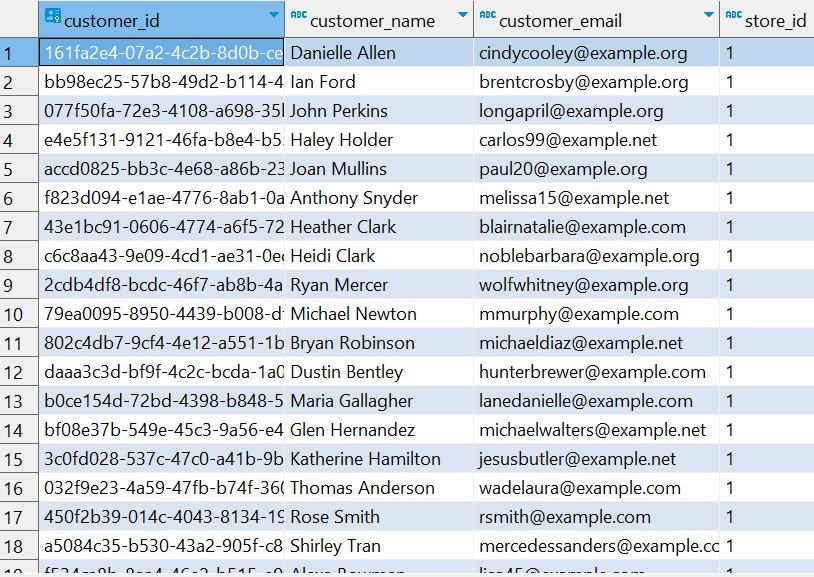 customer_id ABC customer_name ABC customer_email ABC store_id
1 161fa2e4-07a2-4c2b-8d0b-ce Danielle Allen cindycooley@example.org 1
2 bb98ec25-57b8-49d2-b114-4 Ian Ford brentcrosby@example.org 1
3 077f50fa-72e3-4108-a698-35 John Perkins longapril@example.org 1
4 e4e5f131-9121-46fa-b8e4-b5 Haley Holder carlos99@example.net 1
5 accd0825-bb3c-4e68-a86b-23 Joan Mullins paul20@example.org 1
6 f823d094-e1ae-4776-8ab1-0a Anthony Snyder melissa15@example.net 1
7 43e1bc91-0606-4774-a6f5-72 Heather Clark blairnatalie@example.com 1
8 c6c8aa43-9e09-4cd1-ae31-0e Heidi Clark noblebarbara@example.org 1
9 2cdb4df8-bcdc-46f7-ab8b-4a Ryan Mercer wolfwhitney@example.org 1
10 79ea0095-8950-4439-b008-d Michael Newton mmurphy@example.com 1
11 802c4db7-9cf4-4e12-a551-1b Bryan Robinson michaeldiaz@example.net 1
12 daaa3c3d-bf9f-4c2c-bcda-1a0 Dustin Bentley hunterbrewer@example.com 1
13 b0ce154d-72bd-4398-b848-5 Maria Gallagher lanedanielle@example.com 1
14 bf08e37b-549e-45c3-9a56-e4 Glen Hernandez michaelwalters@example.net 1
15 3c0fd028-537c-47c0-a41b-9b Katherine Hamilton jesusbutler@example.net 1
16 032f9e23-4a59-47fb-b74f-360 Thomas Anderson wadelaura@example.com 1
17 450f2b39-014c-4043-8134-19 Rose Smith rsmith@example.com 1
18 a5084c35-b530-43a2-905f-c8 Shirley Tran mercedessanders@example.co 1